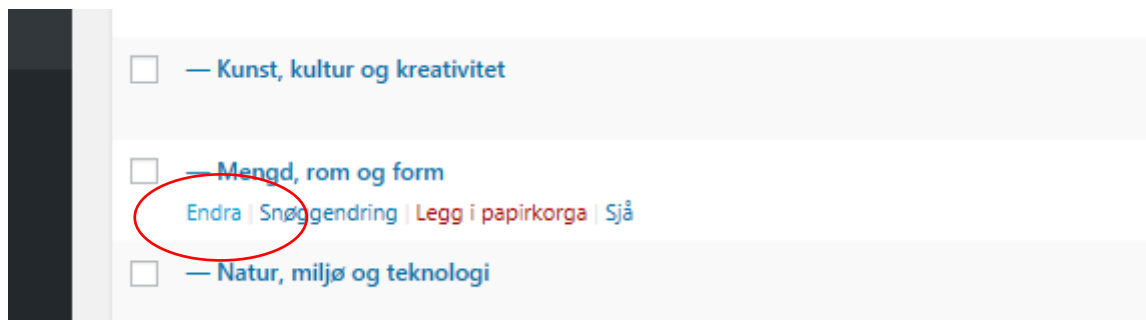 — Kunst, kultur og kreativitet
— Mengd, rom og form
Endra | Snøggendring | Legg i papirkorga | Sjå
— Natur, miljø og teknologi